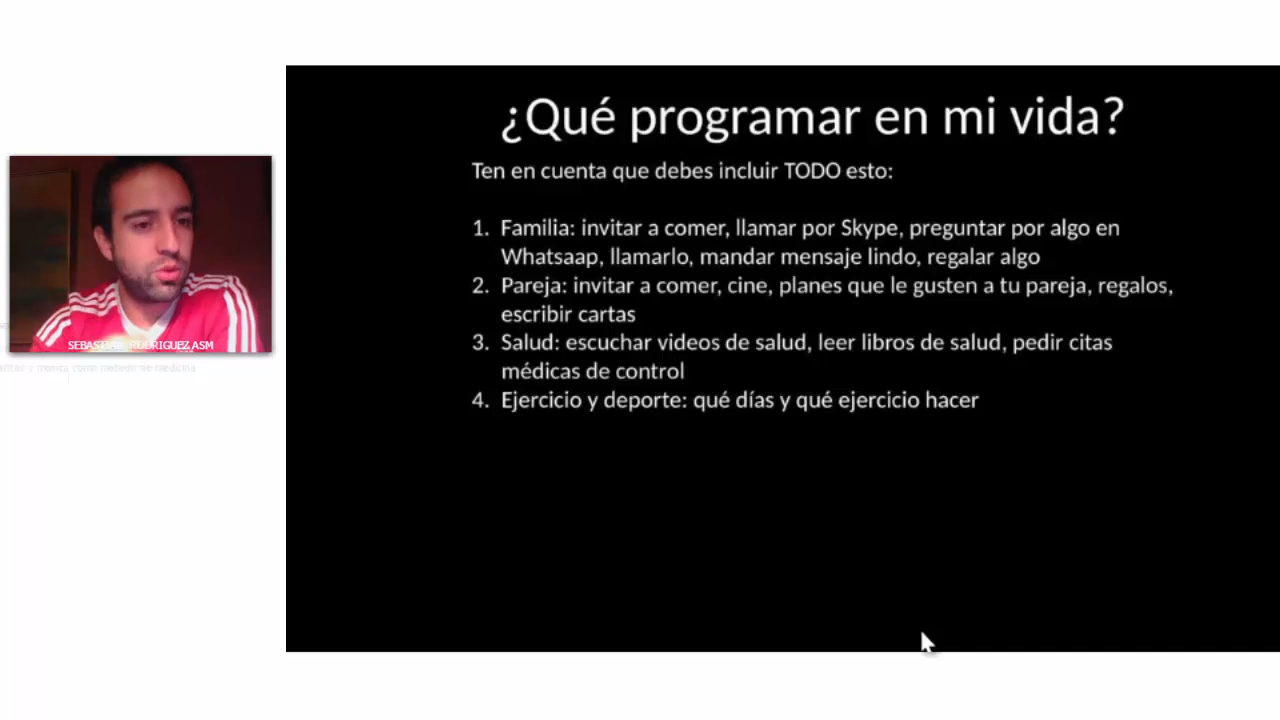 ¿Qué programar en mi vida?
Ten en cuenta que debes incluir TODO esto:
1. Familia: invitar a comer, llamar por Skype, preguntar por algo en
Whatsaap, llamarlo, mandar mensaje lindo, regalar algo
2. Pareja: invitar a comer, cine, planes que le gusten a tu pareja, regalos,
escribir cartas
3. Salud: escuchar videos de salud, leer libros de salud, pedir citas
médicas de control
4. Ejercicio y deporte: qué días y qué ejercicio hacer
SEBASTIAN RODRIGUEZ ASM